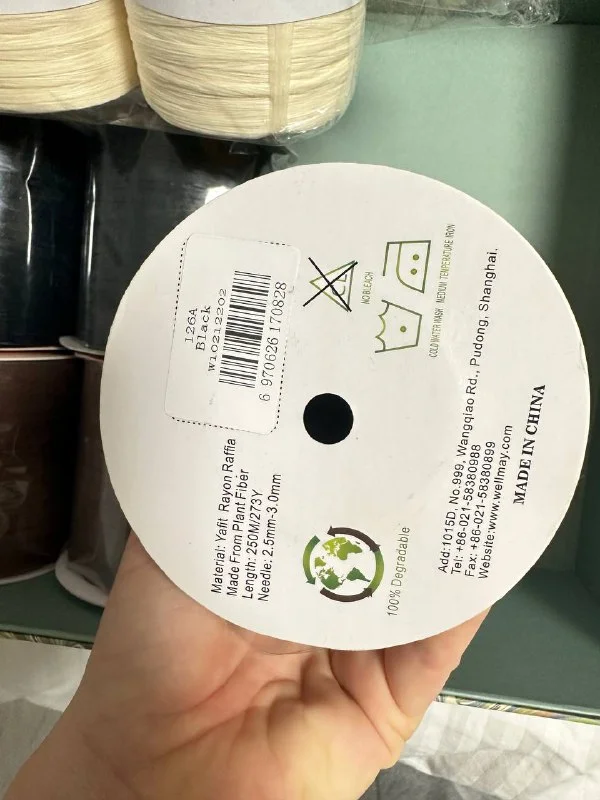 126A
Black
W10212202
6 970626 170828
CL
NO BLEACH
COLD WATER WASH
MEDIUM TEMPERATURE IRON
Material: Yafit Rayon Raffia
Made From Plant Fiber
Length: 250M/273Y
Needle: 2.5mm-3.0mm
100% Degradable
Add:1015D, No.999, Wangqiao Rd., Pudong, Shanghai.
Tel: +86-021-58380988
Fax: +86-021-58380899
Website:www.wellmay.com
MADE IN CHINA